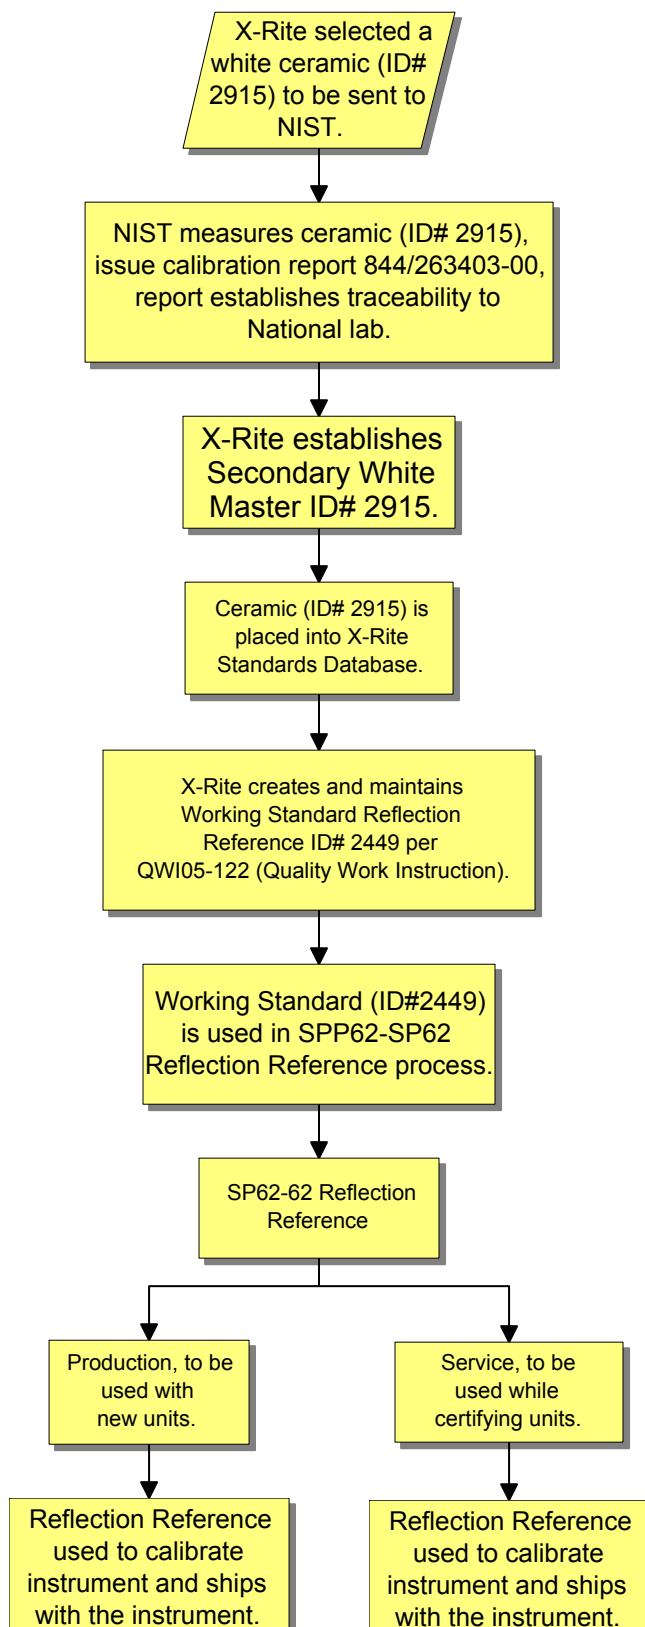 X-Rite selected a
white ceramic (ID#
2915) to be sent to
NIST.
NIST measures ceramic (ID# 2915),
issue calibration report 844/263403-00,
report establishes traceability to
National lab.
X-Rite establishes
Secondary White
Master ID# 2915.
Ceramic (ID# 2915) is
placed into X-Rite
Standards Database.
X-Rite creates and maintains
Working Standard Reflection
Reference ID# 2449 per
QWI05-122 (Quality Work Instruction).
Working Standard (ID#2449)
is used in SPP62-SP62
Reflection Reference process.
SP62-62 Reflection
Reference
Production, to be
used with
new units.
Service, to be
used while
certifying units.
Reflection Reference
used to calibrate
instrument and ships
with the instrument.
Reflection Reference
used to calibrate
instrument and ships
with the instrument.